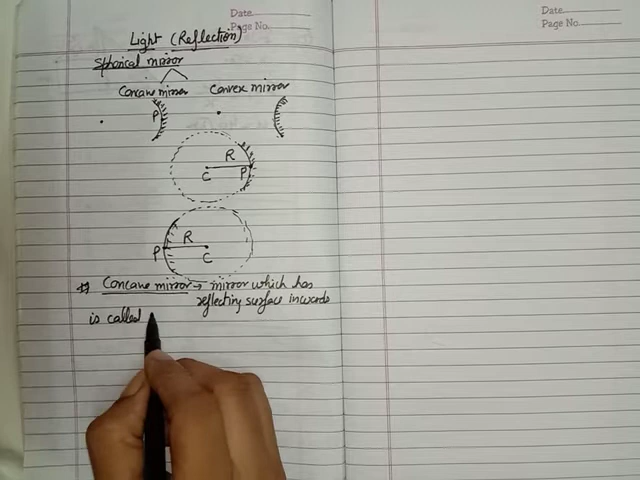 Date
Page No.
Date
Page No.
Light (Reflection)
Spherical mirror
Concave mirror Convex mirror
P
R
C P
R
P C
1) Concave mirror → mirror which has
reflecting surface inwards
is called